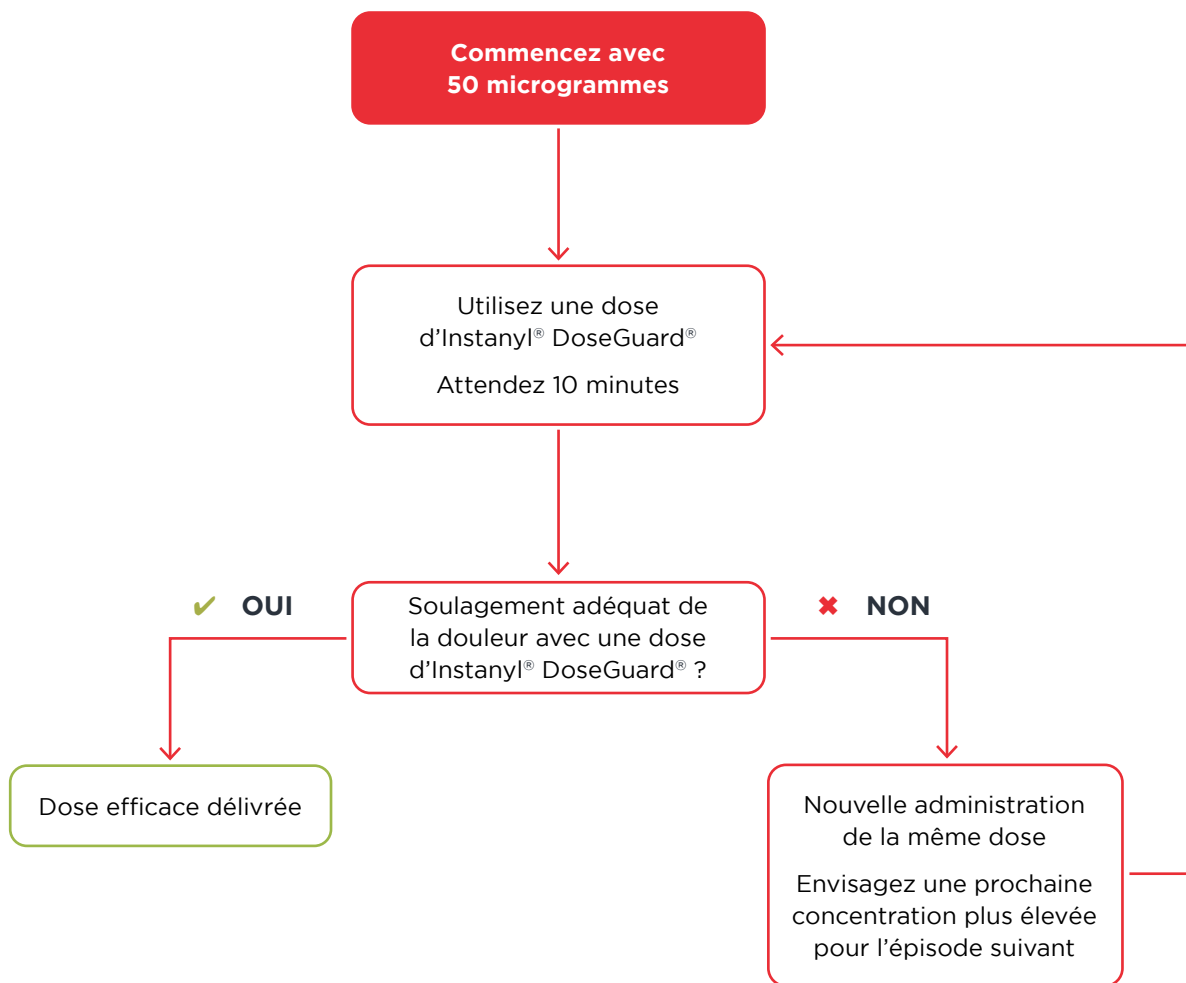 Commencez avec
50 microgrammes
Utilisez une dose
d’Instanyl® DoseGuard®
Attendez 10 minutes
✔ OUI
Soulagement adéquat de
la douleur avec une dose
d’Instanyl® DoseGuard® ?
✖ NON
Dose efficace délivrée
Nouvelle administration
de la même dose
Envisagez une prochaine
concentration plus élevée
pour l’épisode suivant